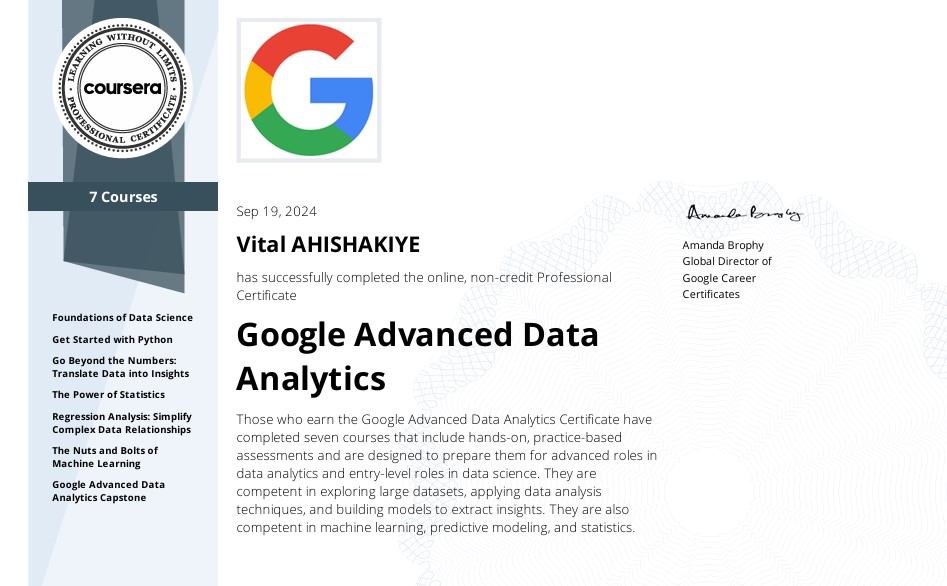 LEARNING WITHOUT LIMITS
coursera
PROFESSIONAL CERTIFICATE
7 Courses
Foundations of Data Science
Get Started with Python
Go Beyond the Numbers:
Translate Data into Insights
The Power of Statistics
Regression Analysis: Simplify
Complex Data Relationships
The Nuts and Bolts of
Machine Learning
Google Advanced Data
Analytics Capstone
G
Sep 19, 2024
Vital AHISHAKIYE
has successfully completed the online, non-credit Professional
Certificate
Google Advanced Data
Analytics
Those who earn the Google Advanced Data Analytics Certificate have
completed seven courses that include hands-on, practice-based
assessments and are designed to prepare them for advanced roles in
data analytics and entry-level roles in data science. They are
competent in exploring large datasets, applying data analysis
techniques, and building models to extract insights. They are also
competent in machine learning, predictive modeling, and statistics.
Amanda Brophy
Amanda Brophy
Global Director of
Google Career
Certificates